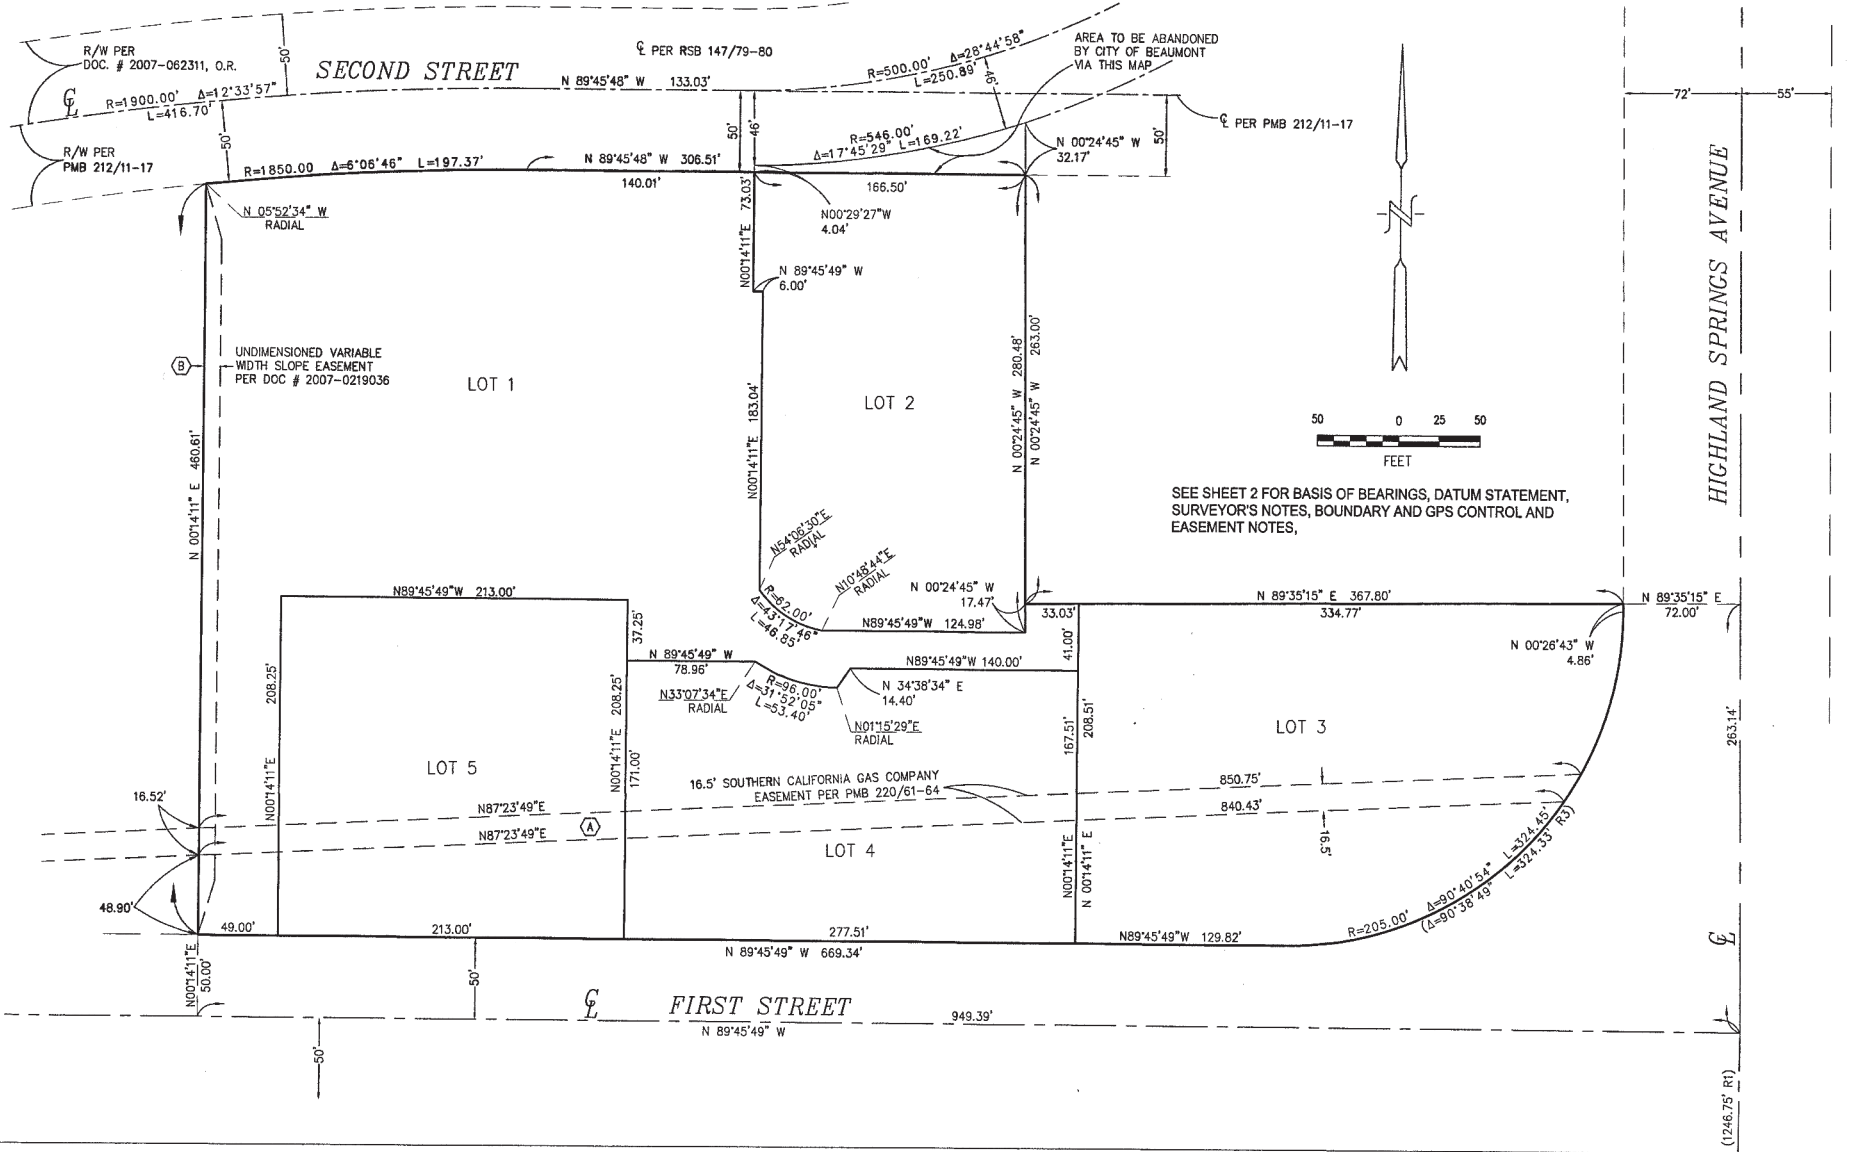 R/W PER
DOC. # 2007-062311, O.R.
50'
SECOND STREET
℄ PER RSB 147/79-80
N 89°45'48" W 133.03'
R=500.00' Δ=28°44'58"
L=250.89'
46'
AREA TO BE ABANDONED
BY CITY OF BEAUMONT
VIA THIS MAP
72'
55'
℄
R=1900.00' Δ=12°33'57"
L=416.70'
50'
R/W PER
PMB 212/11-17
R=1850.00 Δ=6°06'46" L=197.37'
N 89°45'48" W 306.51'
140.01'
50'
46'
R=546.00'
Δ=17°45'29" L=169.22'
166.50'
N 00°24'45" W
32.17'
50'
℄ PER PMB 212/11-17
N 05°52'34" W
RADIAL
N00°14'11"E 73.03'
N00°29'27"W
4.04'
N 89°45'49" W
6.00'
N
HIGHLAND SPRINGS AVENUE
B
UNDIMENSIONED VARIABLE
WIDTH SLOPE EASEMENT
PER DOC # 2007-0219036
LOT 1
LOT 2
N00°14'11"E 183.04'
N 00°24'45" W 280.48'
N 00°24'45" W 263.00'
50 0 25 50
FEET
N 00°14'11" E 460.61'
SEE SHEET 2 FOR BASIS OF BEARINGS, DATUM STATEMENT,
SURVEYOR'S NOTES, BOUNDARY AND GPS CONTROL AND
EASEMENT NOTES,
N54°06'30"E
RADIAL
N10°48'44"E
RADIAL
R=62.00'
Δ=43°17'46"
L=46.85'
N89°45'49"W 124.98'
N 00°24'45" W
17.47'
33.03'
N 89°35'15" E 367.80'
334.77'
N 89°35'15" E
72.00'
N 00°26'43" W
4.86'
N89°45'49"W 213.00'
37.25'
N 89°45'49" W
78.96'
N33°07'34"E
RADIAL
R=96.00'
Δ=31°52'05"
L=53.40'
N89°45'49"W 140.00'
N 34°38'34" E
14.40'
N01°15'29"E
RADIAL
41.00'
208.25'
N00°14'11"E
LOT 5
N00°14'11"E 208.25'
171.00'
167.51'
N00°14'11"E
208.51'
N 00°14'11" E
LOT 3
263.14'
16.5' SOUTHERN CALIFORNIA GAS COMPANY
EASEMENT PER PMB 220/61-64
850.75'
840.43'
16.5'
16.52'
N87°23'49"E
N87°23'49"E
A
LOT 4
L=324.45'
L=324.33' R3)
Δ=90°40'54"
(Δ=90°38'49"
R=205.00'
48.90'
49.00'
213.00'
277.51'
N89°45'49"W 129.82'
N 89°45'49" W 669.34'
N00°14'11"E
50.00'
50'
℄
FIRST STREET
N 89°45'49" W
949.39'
50'
℄
(1246.75' R1)